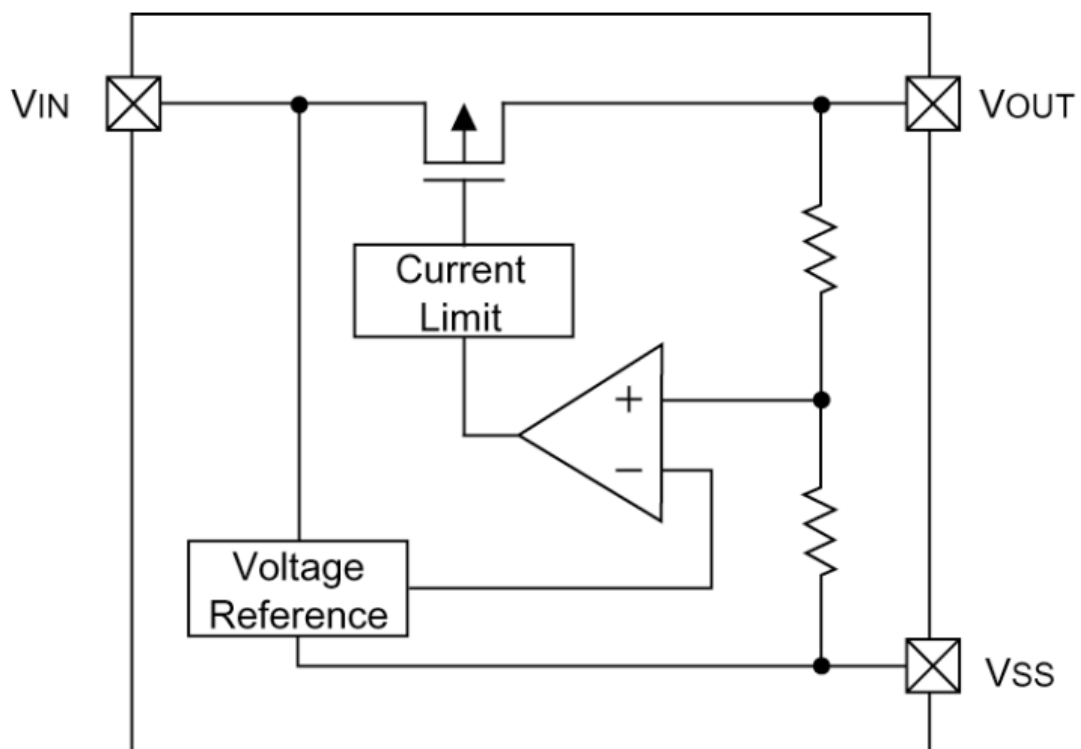 VIN
VOUT
Current
Limit
+
−
Voltage
Reference
VSS